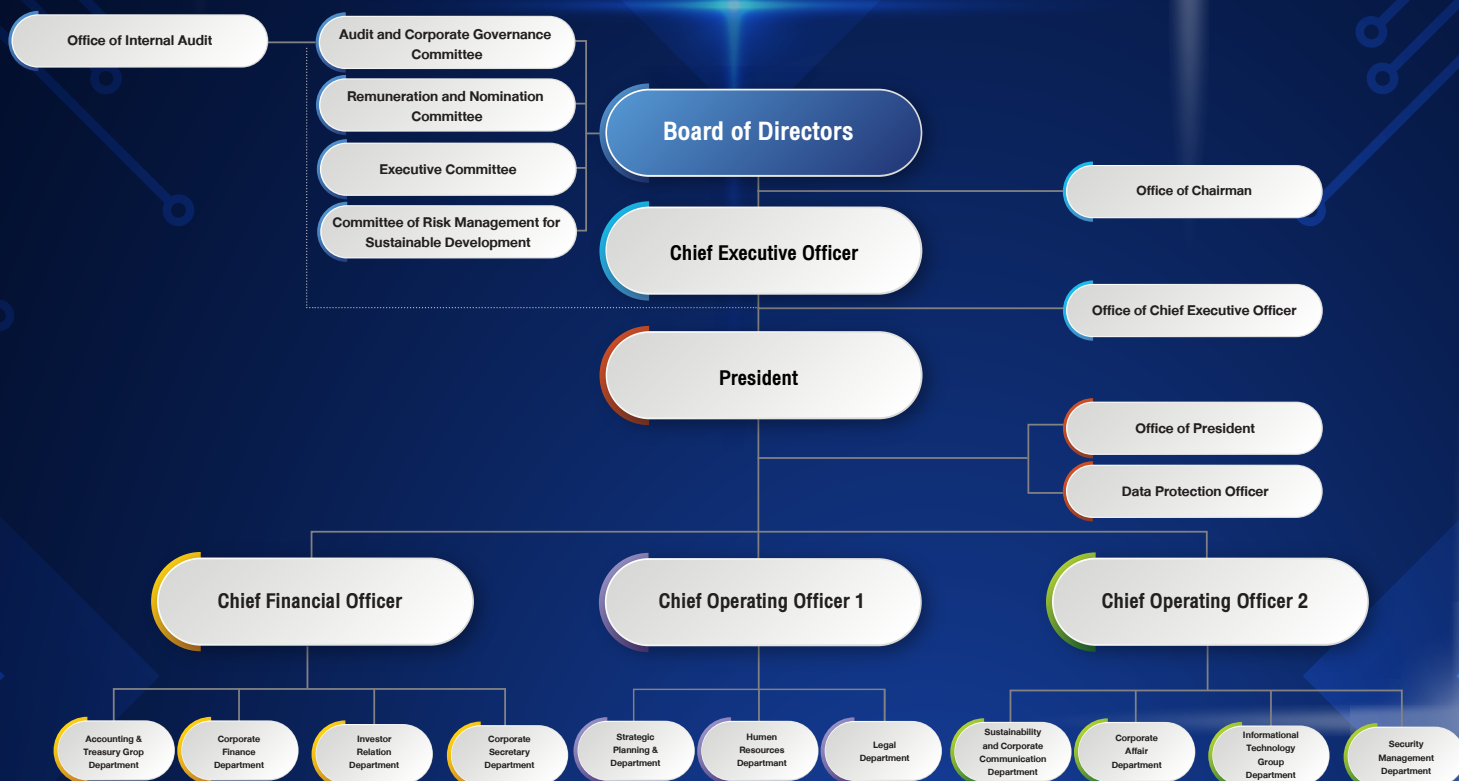 Office of Internal Audit
Audit and Corporate Governance
Committee
Remuneration and Nomination
Committee
Executive Committee
Committee of Risk Management for
Sustainable Development
Board of Directors
Office of Chairman
Chief Executive Officer
Office of Chief Executive Officer
President
Office of President
Data Protection Officer
Chief Financial Officer
Chief Operating Officer 1
Chief Operating Officer 2
Accounting &
Treasury Grop
Department
Corporate
Finance
Department
Investor
Relation
Department
Corporate
Secretary
Department
Strategic
Planning &
Department
Humen
Resources
Departmant
Legal
Department
Sustainability
and Corporate
Communication
Department
Corporate
Affair
Department
Informational
Technology
Group
Department
Security
Management
Department